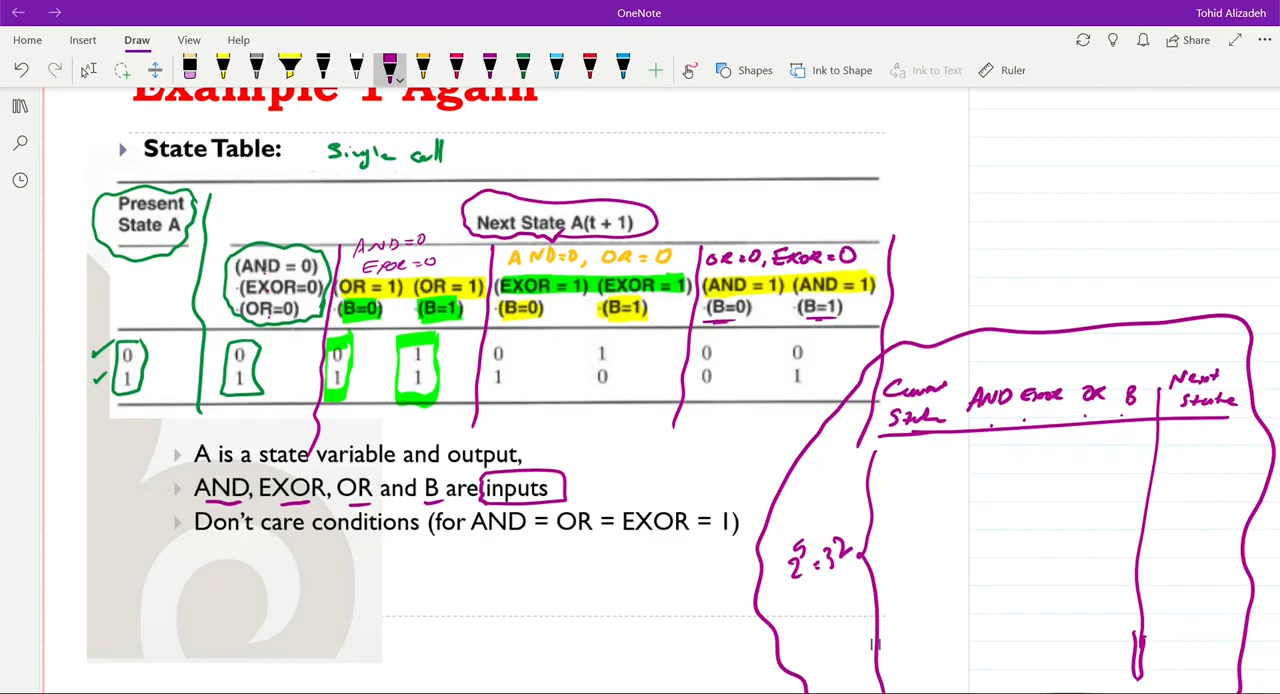 OneNote
Tohid Alizadeh
Home Insert Draw View Help
Share
Shapes Ink to Shape Ink to Text Ruler
Example 1 Again
State Table: Single cell
Present
State A
Next State A(t + 1)
AND=0
EXOR=0
AND=0, OR=0
OR=0, EXOR=0
(AND = 0)
(EXOR=0) (OR = 1) (OR = 1) (EXOR = 1) (EXOR = 1) (AND = 1) (AND = 1)
(OR=0) (B=0) (B=1) (B=0) (B=1) (B=0) (B=1)
0 0 0 1 0 1 0 0
1 1 1 1 1 0 0 1
Next
State
AND EXOR OR B
State
A is a state variable and output,
AND, EXOR, OR and B are inputs
Don't care conditions (for AND = OR = EXOR = 1)
2⁵ = 32